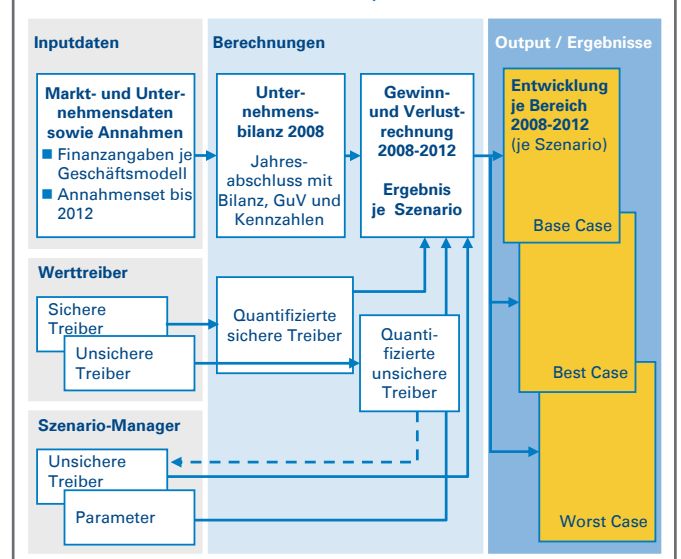 Inputdaten
Berechnungen
Output / Ergebnisse
Markt- und Unter-
nehmensdaten
sowie Annahmen
■ Finanzangaben je
Geschäftsmodell
■ Annahmenset bis
2012
Unter-
nehmens-
bilanz 2008
Jahres-
abschluss mit
Bilanz, GuV und
Kennzahlen
Gewinn-
und Verlust-
rechnung
2008-2012
Ergebnis
je Szenario
Entwicklung
je Bereich
2008-2012
(je Szenario)
Base Case
Best Case
Worst Case
Werttreiber
Sichere
Treiber
Unsichere
Treiber
Quantifizierte
sichere Treiber
Quanti-
fizierte
unsichere
Treiber
Szenario-Manager
Unsichere
Treiber
Parameter